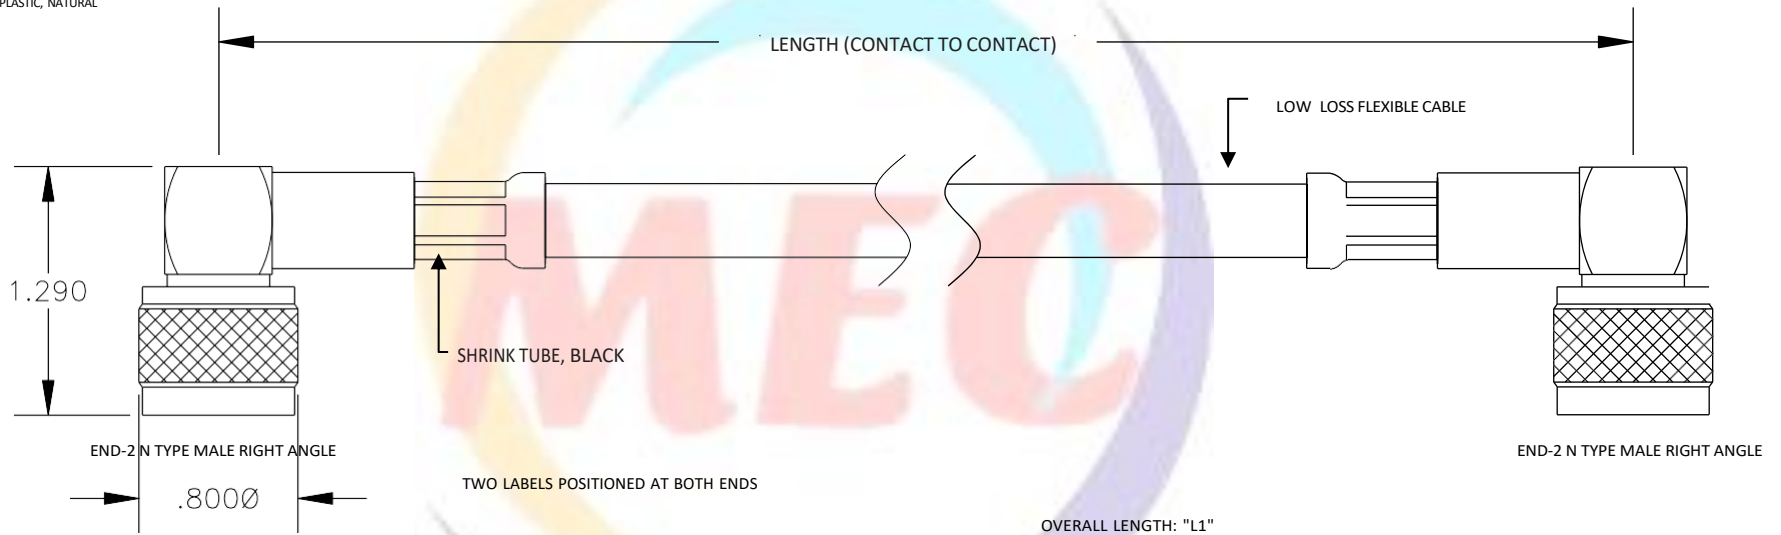 PLASTIC, NATURAL
LENGTH (CONTACT TO CONTACT)
LOW LOSS FLEXIBLE CABLE
MEC
1.290
SHRINK TUBE, BLACK
END-2 N TYPE MALE RIGHT ANGLE
END-2 N TYPE MALE RIGHT ANGLE
TWO LABELS POSITIONED AT BOTH ENDS
.800Ø
OVERALL LENGTH: "L1"